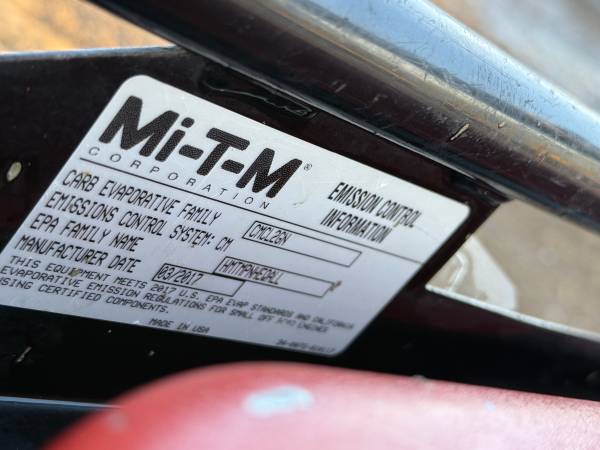 Mi-T-M®
CORPORATION
EMISSION CONTROL
INFORMATION
CARB EVAPORATIVE FAMILY CMCL2GN
EMISSIONS CONTROL SYSTEM: CM
EPA FAMILY NAME
MANUFACTURER DATE 03/2017
THIS EQUIPMENT MEETS 2017 U.S. EPA EVAP STANDARDS AND CALIFORNIA
EVAPORATIVE EMISSION REGULATIONS FOR SMALL OFF ENGINES
USING CERTIFIED COMPONENTS.
MADE IN USA